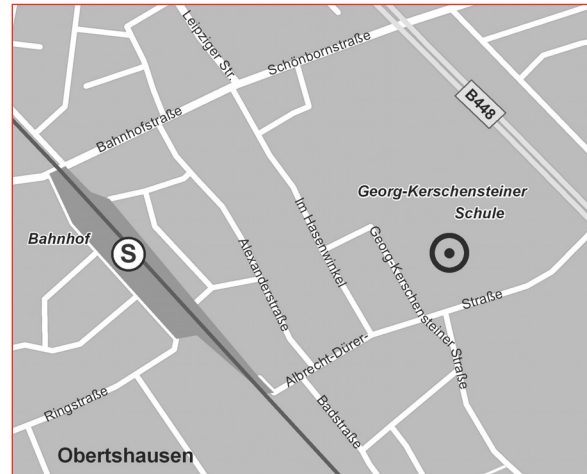 Leipziger Str.
Schönbornstraße
Bahnhofstraße
B448
Georg-Kerschensteiner
Schule
Bahnhof
S
Im Hasenwinkel
Georg-Kerschensteiner Straße
Alexanderstraße
Albrecht-Dürer-
Straße
Badstraße
Ringstraße
Obertshausen